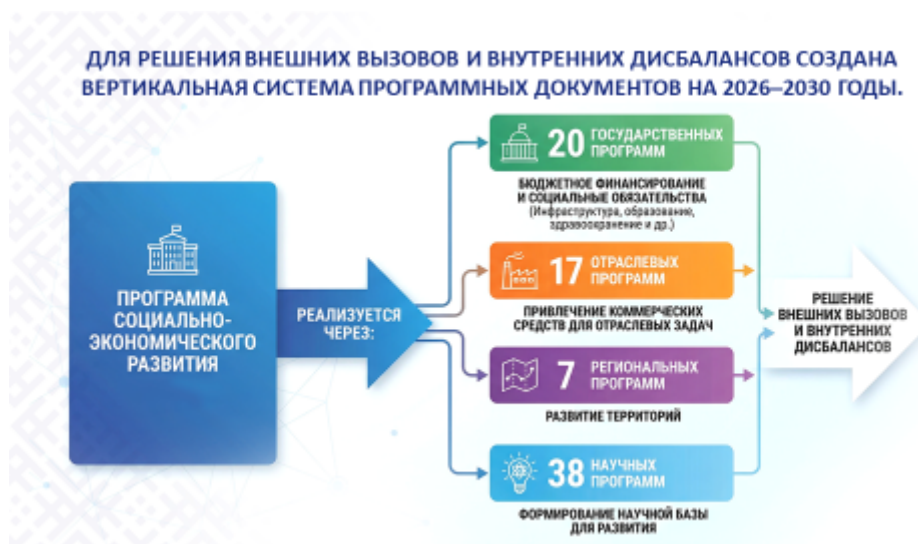 ДЛЯ РЕШЕНИЯ ВНЕШНИХ ВЫЗОВОВ И ВНУТРЕННИХ ДИСБАЛАНСОВ СОЗДАНА
ВЕРТИКАЛЬНАЯ СИСТЕМА ПРОГРАММНЫХ ДОКУМЕНТОВ НА 2026–2030 ГОДЫ.
ПРОГРАММА
СОЦИАЛЬНО-
ЭКОНОМИЧЕСКОГО
РАЗВИТИЯ
РЕАЛИЗУЕТСЯ
ЧЕРЕЗ:
20 ГОСУДАРСТВЕННЫХ
ПРОГРАММ
БЮДЖЕТНОЕ ФИНАНСИРОВАНИЕ
И СОЦИАЛЬНЫЕ ОБЯЗАТЕЛЬСТВА
(Инфраструктура, образование,
здравоохранение и др.)
17 ОТРАСЛЕВЫХ
ПРОГРАММ
ПРИВЛЕЧЕНИЕ КОММЕРЧЕСКИХ
СРЕДСТВ ДЛЯ ОТРАСЛЕВЫХ ЗАДАЧ
7 РЕГИОНАЛЬНЫХ
ПРОГРАММ
РАЗВИТИЕ ТЕРРИТОРИЙ
38 НАУЧНЫХ
ПРОГРАММ
ФОРМИРОВАНИЕ НАУЧНОЙ БАЗЫ
ДЛЯ РАЗВИТИЯ
РЕШЕНИЕ
ВНЕШНИХ ВЫЗОВОВ
И ВНУТРЕННИХ
ДИСБАЛАНСОВ